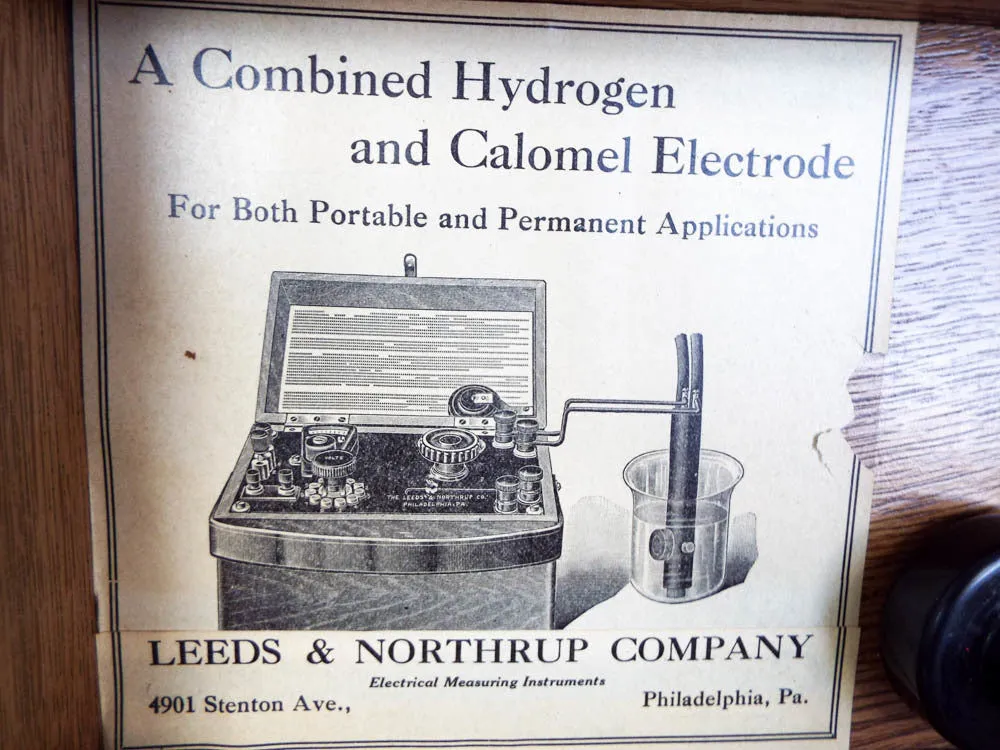 A Combined Hydrogen
and Calomel Electrode
For Both Portable and Permanent Applications
VOLTS
THE LEEDS & NORTHRUP CO.
PHILADELPHIA, PA.
LEEDS & NORTHRUP COMPANY
Electrical Measuring Instruments
4901 Stenton Ave., Philadelphia, Pa.